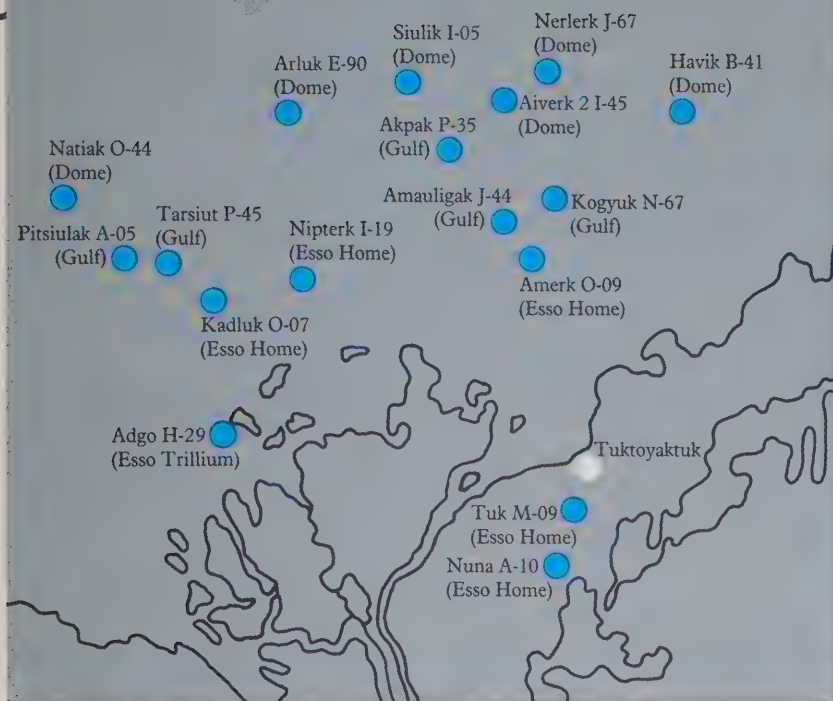 Siulik I-05
(Dome)
Nerlerk J-67
(Dome)
Arluk E-90
(Dome)
Havik B-41
(Dome)
Aiverk 2 I-45
(Dome)
Akpak P-35
(Gulf)
Natiak O-44
(Dome)
Amauligak J-44
(Gulf)
Kogyuk N-67
(Gulf)
Pitsiulak A-05
(Gulf)
Tarsiut P-45
(Gulf)
Nipterk I-19
(Esso Home)
Amerk O-09
(Esso Home)
Kadluk O-07
(Esso Home)
Adgo H-29
(Esso Trillium)
Tuktoyaktuk
Tuk M-09
(Esso Home)
Nuna A-10
(Esso Home)